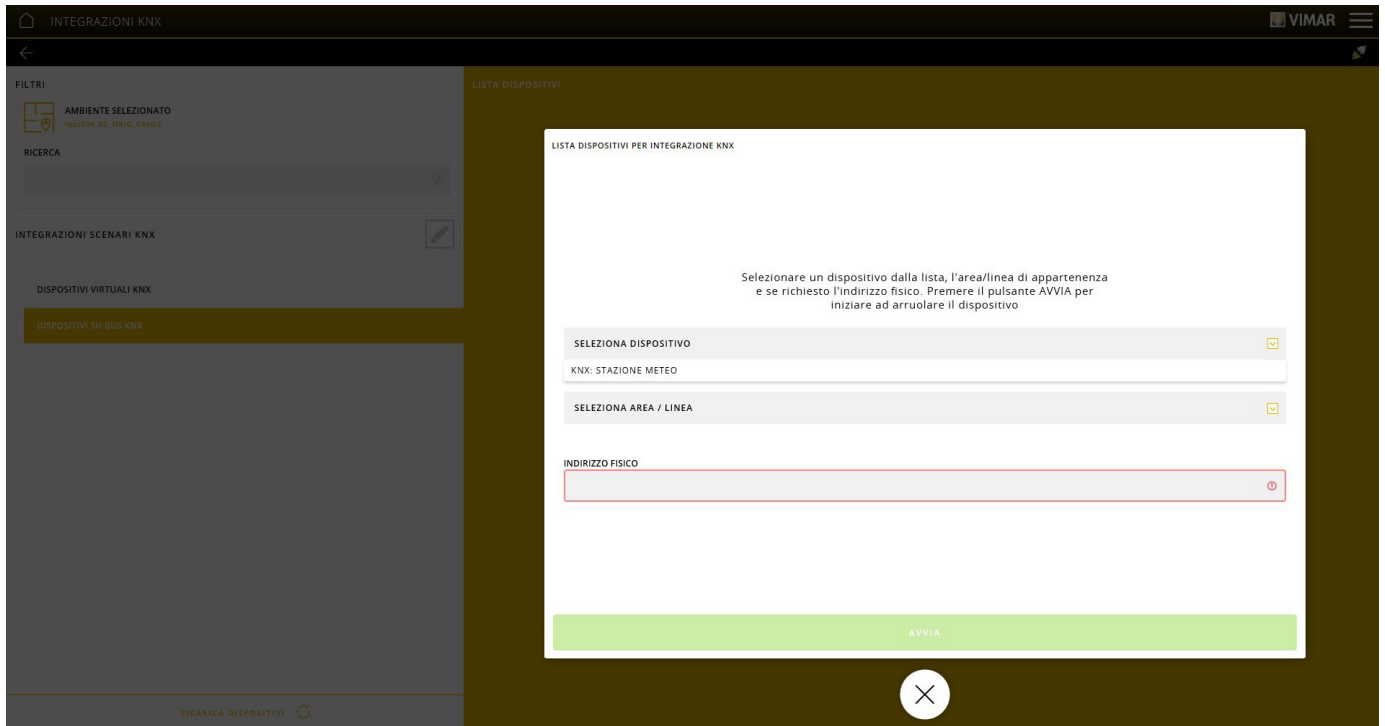 INTEGRAZIONI KNX
VIMAR
FILTRI
AMBIENTE SELEZIONATO
RICERCA
INTEGRAZIONI SCENARI KNX
DISPOSITIVI VIRTUALI KNX
DISPOSITIVI SU BUS KNX
RICARICA DISPOSITIVI
LISTA DISPOSITIVI
LISTA DISPOSITIVI PER INTEGRAZIONE KNX
Selezionare un dispositivo dalla lista, l'area/linea di appartenenza
e se richiesto l'indirizzo fisico. Premere il pulsante AVVIA per
iniziare ad arruolare il dispositivo
SELEZIONA DISPOSITIVO
KNX: STAZIONE METEO
SELEZIONA AREA / LINEA
INDIRIZZO FISICO
AVVIA